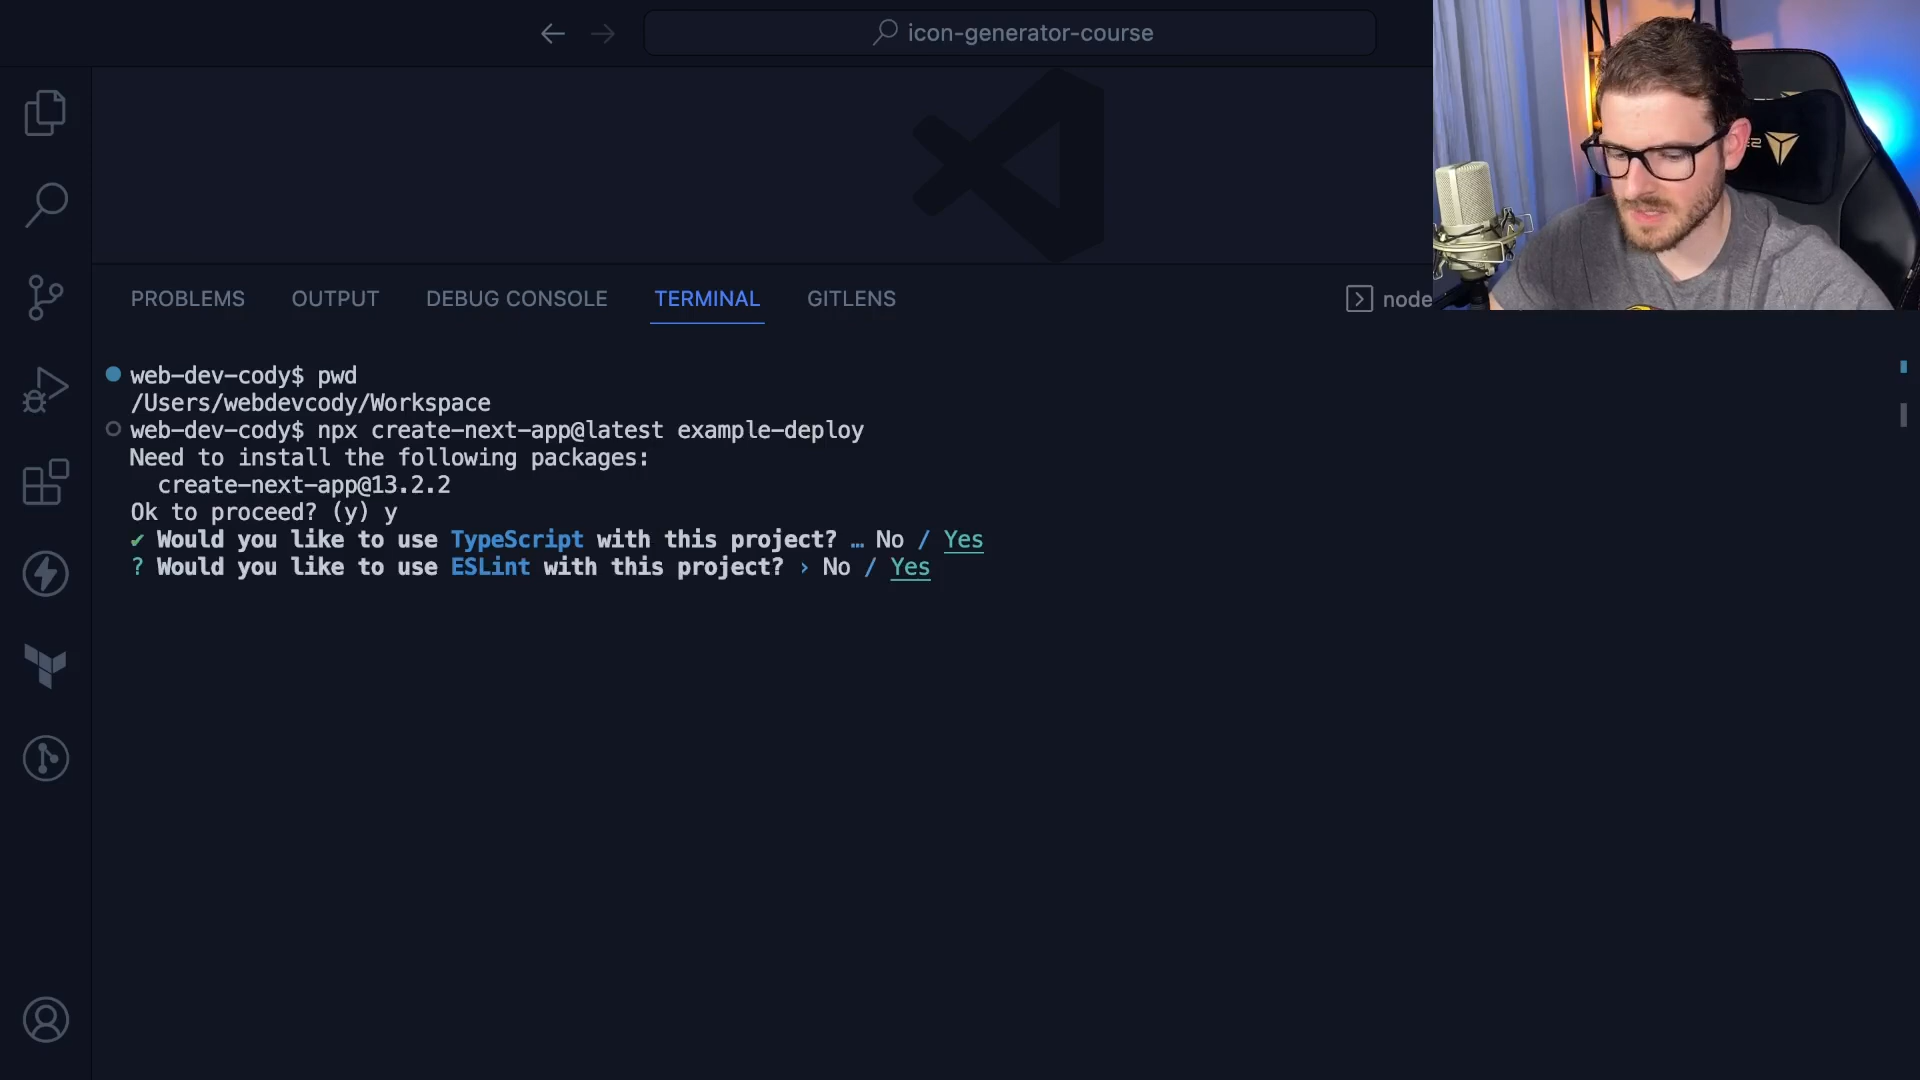 icon-generator-course
PROBLEMS OUTPUT DEBUG CONSOLE TERMINAL GITLENS node
web-dev-cody$ pwd
/Users/webdevcody/Workspace
web-dev-cody$ npx create-next-app@latest example-deploy
Need to install the following packages:
create-next-app@13.2.2
Ok to proceed? (y) y
✔ Would you like to use TypeScript with this project? … No / Yes
? Would you like to use ESLint with this project? › No / Yes